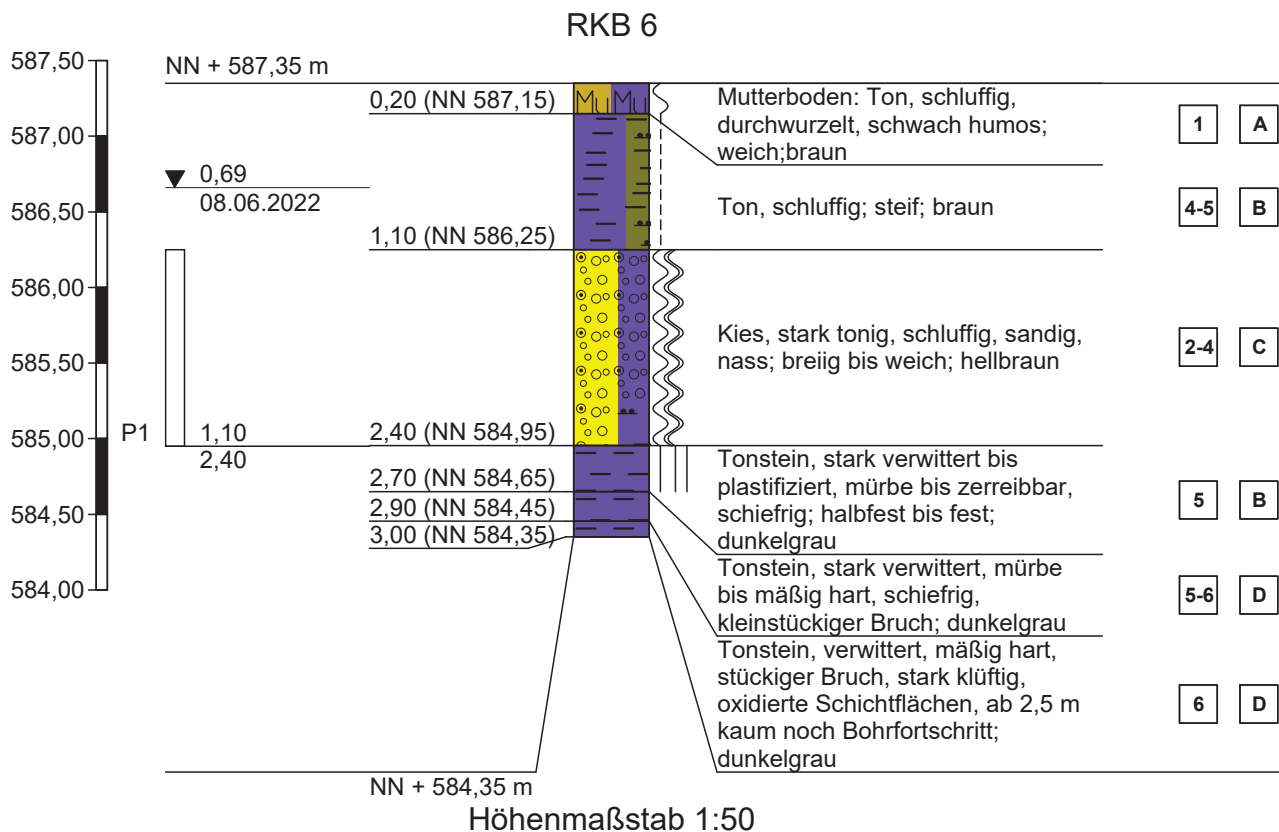 RKB 6
587,50
587,00
586,50
586,00
585,50
585,00
584,50
584,00
NN + 587,35 m
0,69
08.06.2022
P1
1,10
2,40
0,20 (NN 587,15)
1,10 (NN 586,25)
2,40 (NN 584,95)
2,70 (NN 584,65)
2,90 (NN 584,45)
3,00 (NN 584,35)
Mu Mu
Mutterboden: Ton, schluffig,
durchwurzelt, schwach humos;
weich;braun
1 A
Ton, schluffig; steif; braun
4-5 B
Kies, stark tonig, schluffig, sandig,
nass; breiig bis weich; hellbraun
2-4 C
Tonstein, stark verwittert bis
plastifiziert, mürbe bis zerreibbar,
schiefrig; halbfest bis fest;
dunkelgrau
5 B
Tonstein, stark verwittert, mürbe
bis mäßig hart, schiefrig,
kleinstückiger Bruch; dunkelgrau
5-6 D
Tonstein, verwittert, mäßig hart,
stückiger Bruch, stark klüftig,
oxidierte Schichtflächen, ab 2,5 m
kaum noch Bohrfortschritt;
dunkelgrau
6 D
NN + 584,35 m
Höhenmaßstab 1:50